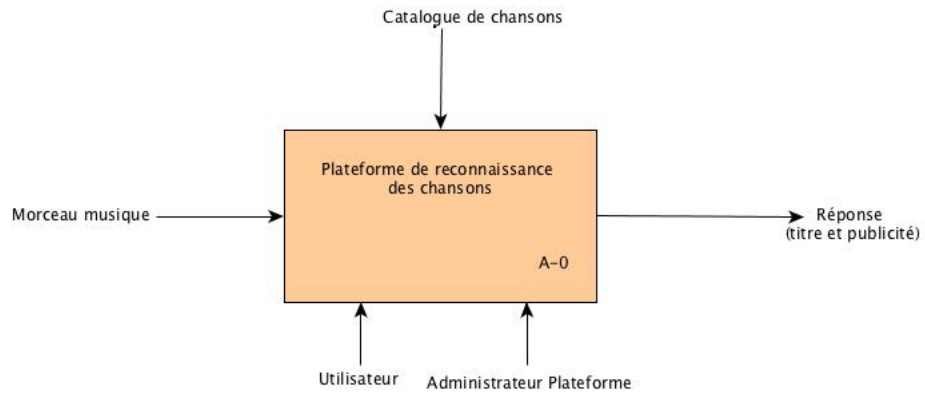 Catalogue de chansons
Plateforme de reconnaissance
des chansons
Morceau musique
Réponse
(titre et publicité)
A-0
Utilisateur
Administrateur Plateforme